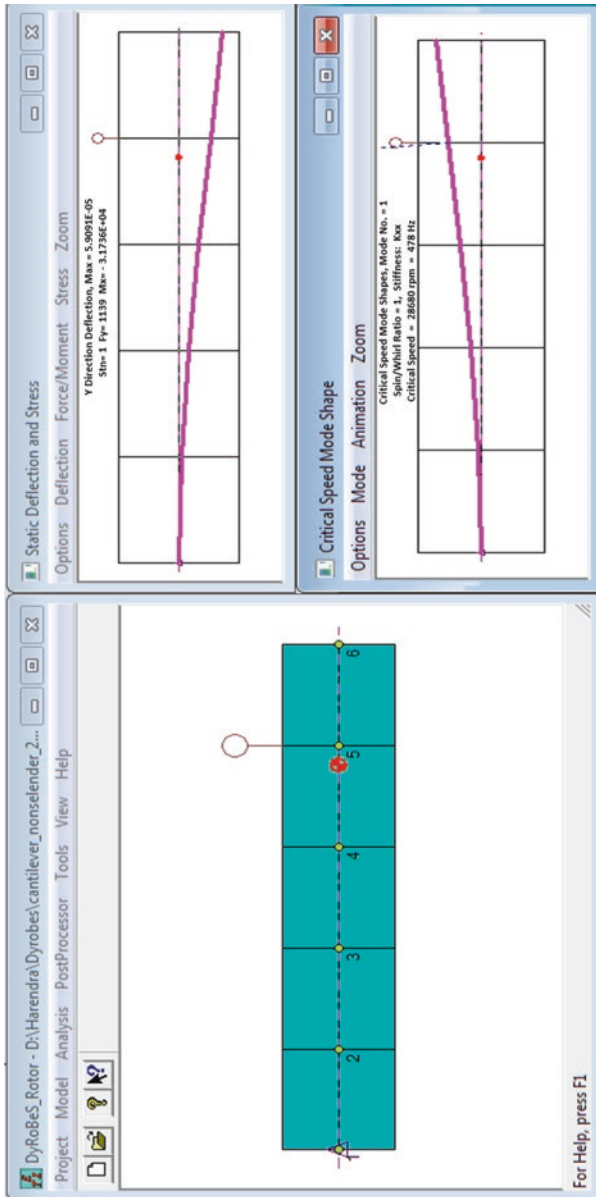 DyRoBeS_Rotor - D:\Harendra\Dyrobes\cantilever_nonselender_2...
Project Model Analysis PostProcessor Tools View Help
2
3
4
5
6
For Help, press F1
Static Deflection and Stress
Options Deflection Force/Moment Stress Zoom
Y Direction Deflection, Max = 5.9091E-05
Stn= 1 Fy= 1139 Mx= - 3.1736E+04
Critical Speed Mode Shape
Options Mode Animation Zoom
Critical Speed Mode Shapes, Mode No. = 1
Spin/Whirl Ratio = 1, Stiffness: Kxx
Critical Speed = 28680 rpm = 478 Hz